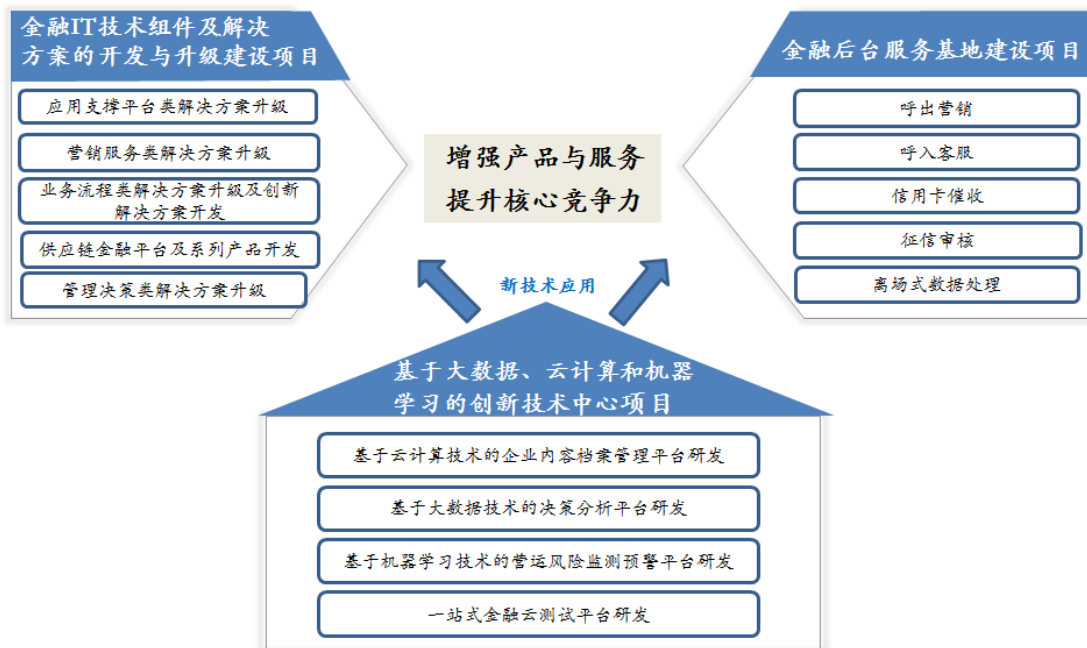 金融IT技术组件及解决
方案的开发与升级建设项目
应用支撑平台类解决方案升级
营销服务类解决方案升级
业务流程类解决方案升级及创新
解决方案开发
供应链金融平台及系列产品开发
管理决策类解决方案升级
增强产品与服务
提升核心竞争力
新技术应用
金融后台服务基地建设项目
呼出营销
呼入客服
信用卡催收
征信审核
离场式数据处理
基于大数据、云计算和机器
学习的创新技术中心项目
基于云计算技术的企业内容档案管理平台研发
基于大数据技术的决策分析平台研发
基于机器学习技术的营运风险监测预警平台研发
一站式金融云测试平台研发